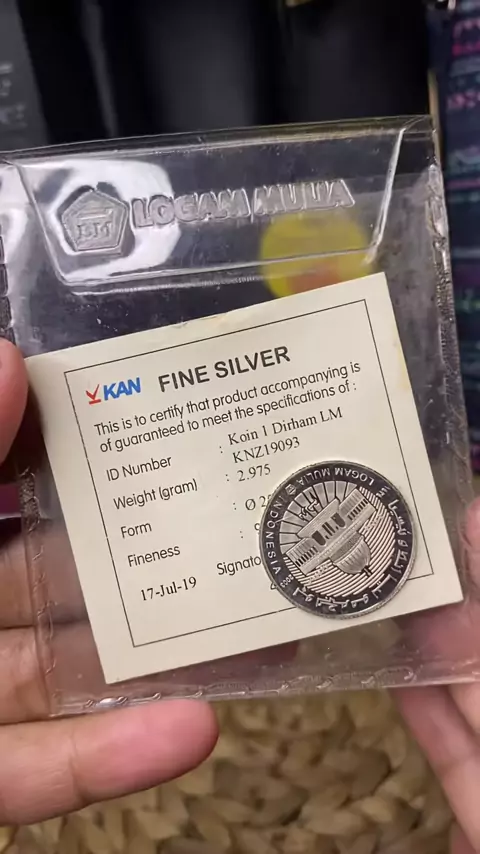 LM
LOGAM MULIA
KAN FINE SILVER
This is to certify that product accompanying is
of guaranteed to meet the specifications of :
: Koin 1 Dirham LM
ID Number KNZ19093
Weight (gram) : 2.975
Form : Ø
Fineness :
17-Jul-19 Signato
LOGAM MULIA INDONESIA